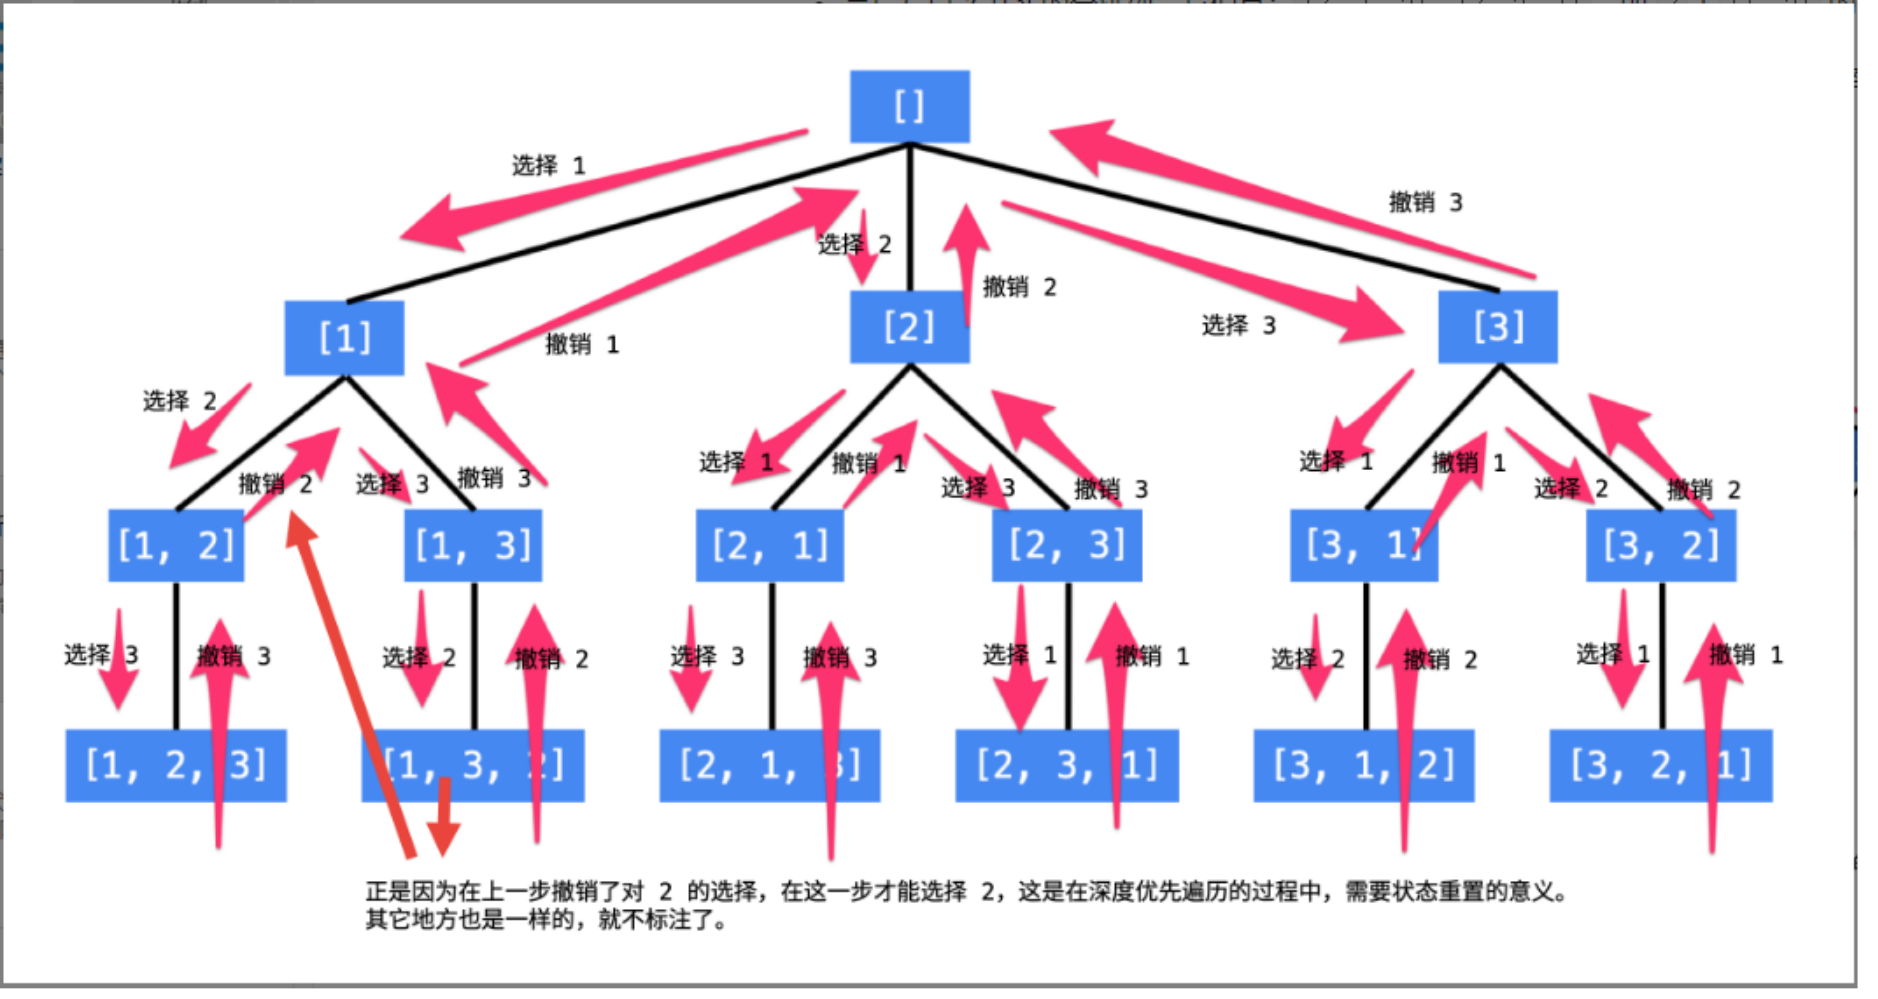 []
选择 1
撤销 3
选择 2
撤销 2
撤销 1
选择 3
[1]
[2]
[3]
选择 2
撤销 2
选择 3
撤销 3
选择 1
撤销 1
选择 3
撤销 3
选择 1
撤销 1
选择 2
撤销 2
[1, 2]
[1, 3]
[2, 1]
[2, 3]
[3, 1]
[3, 2]
选择 3
撤销 3
选择 2
撤销 2
选择 3
撤销 3
选择 1
撤销 1
选择 2
撤销 2
选择 1
撤销 1
[1, 2, 3]
[1, 3, 2]
[2, 1, 3]
[2, 3, 1]
[3, 1, 2]
[3, 2, 1]
正是因为在上一步撤销了对 2 的选择，在这一步才能选择 2，这是在深度优先遍历的过程中，需要状态重置的意义。
其它地方也是一样的，就不标注了。